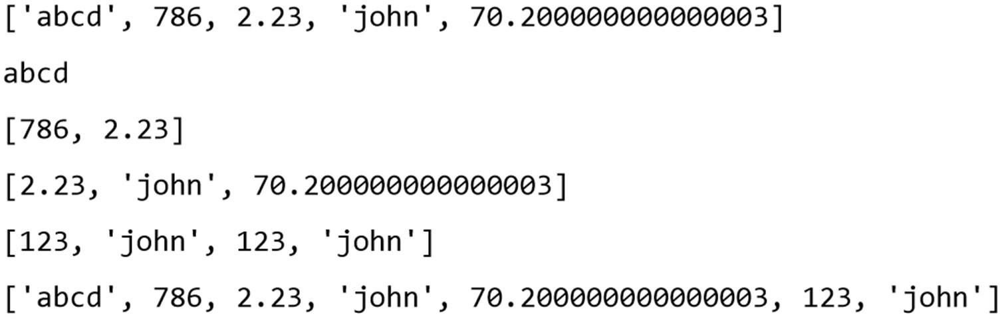 ['abcd', 786, 2.23, 'john', 70.200000000000003]
abcd
[786, 2.23]
[2.23, 'john', 70.200000000000003]
[123, 'john', 123, 'john']
['abcd', 786, 2.23, 'john', 70.200000000000003, 123, 'john']